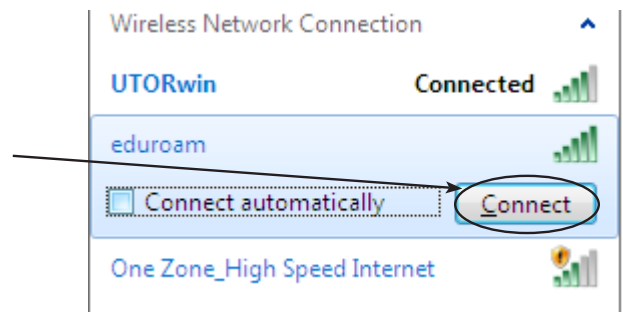 Wireless Network Connection
UTORwin Connected
eduroam
Connect automatically Connect
One Zone_High Speed Internet